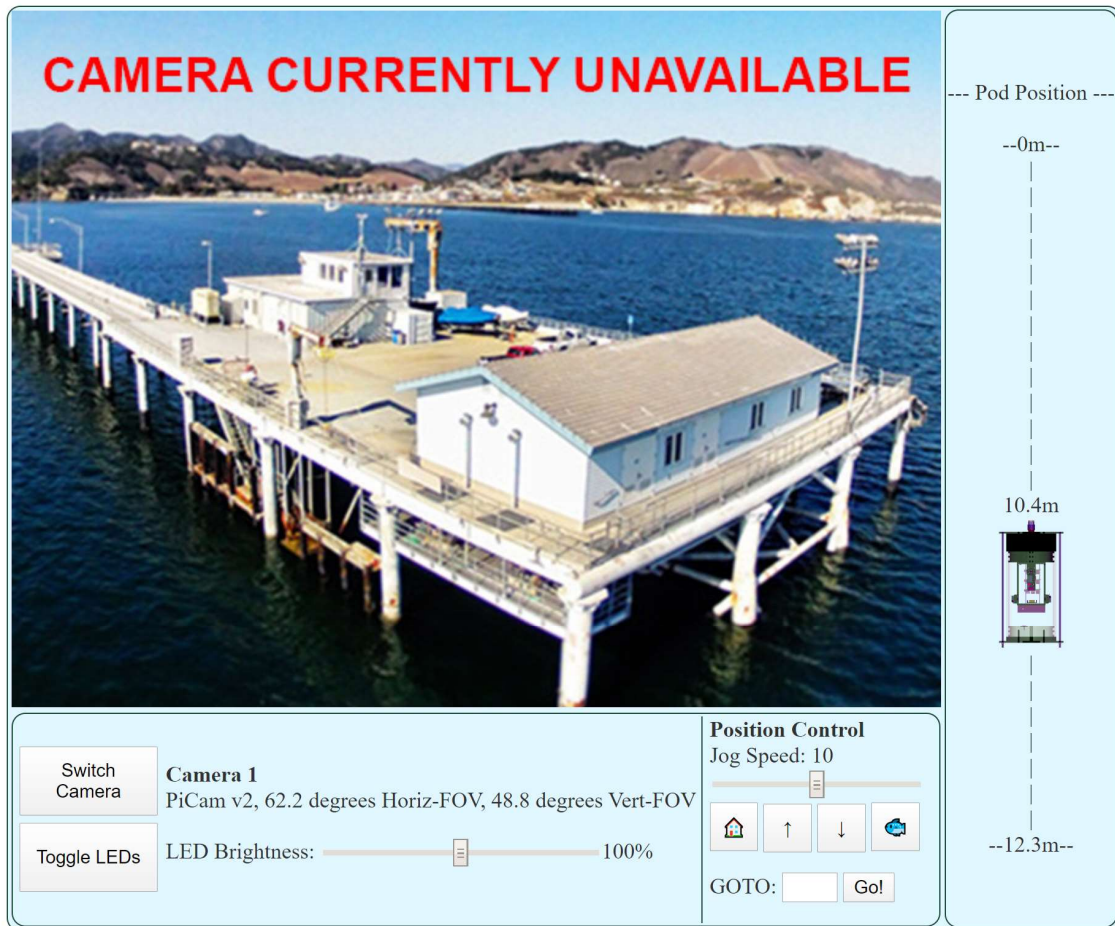 CAMERA CURRENTLY UNAVAILABLE
--- Pod Position ---
--0m--
10.4m
--12.3m--
Switch
Camera
Camera 1
PiCam v2, 62.2 degrees Horiz-FOV, 48.8 degrees Vert-FOV
Toggle LEDs
LED Brightness: 100%
Position Control
Jog Speed: 10
↑ ↓
GOTO: Go!